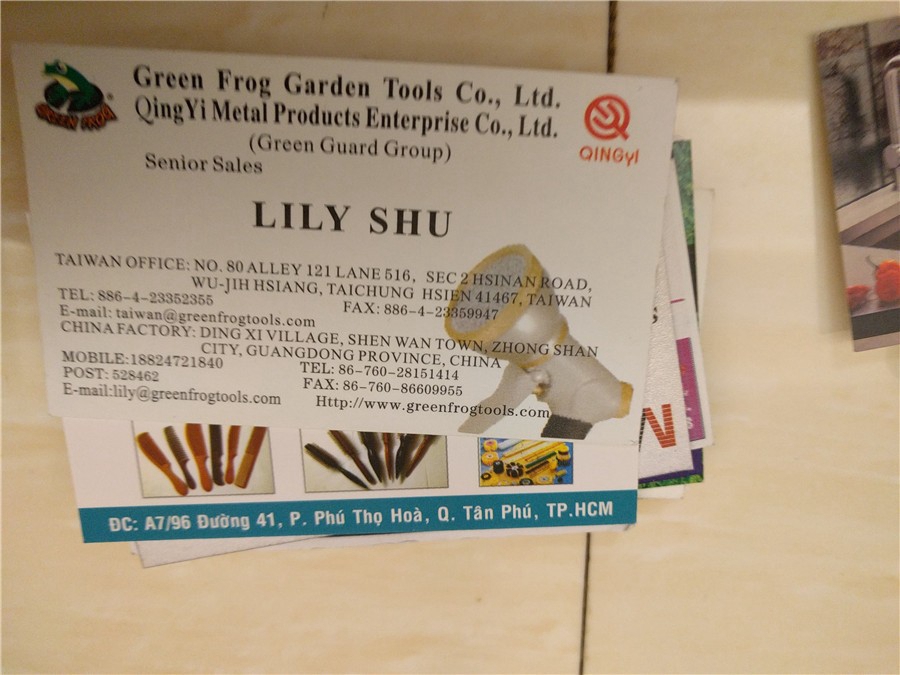 GREEN FROG
Green Frog Garden Tools Co., Ltd.
QingYi Metal Products Enterprise Co., Ltd.
(Green Guard Group)
QINGYI
Senior Sales
LILY SHU
TAIWAN OFFICE: NO. 80 ALLEY 121 LANE 516, SEC 2 HSINAN ROAD,
WU-JIH HSIANG, TAICHUNG HSIEN 41467, TAIWAN
TEL: 886-4-23352355 FAX: 886-4-23359947
E-mail: taiwan@greenfrogtools.com
CHINA FACTORY: DING XI VILLAGE, SHEN WAN TOWN, ZHONG SHAN
CITY, GUANGDONG PROVINCE, CHINA
MOBILE:18824721840 TEL: 86-760-28151414
POST: 528462 FAX: 86-760-86609955
E-mail:lily@greenfrogtools.com Http://www.greenfrogtools.com
N
ĐC: A7/96 Đường 41, P. Phú Thọ Hoà, Q. Tân Phú, TP.HCM